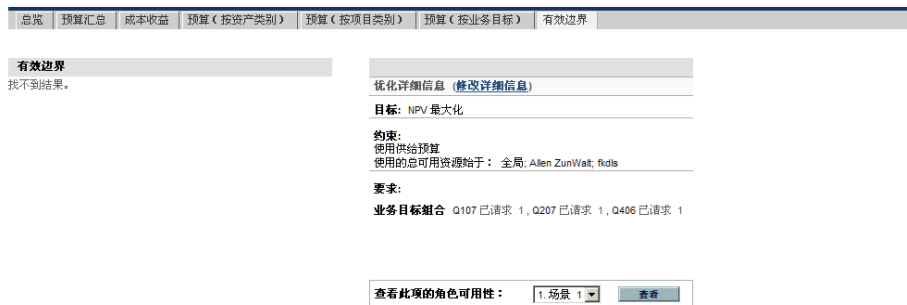 总览 预算汇总 成本收益 预算(按资产类别) 预算(按项目类别) 预算(按业务目标) 有效边界
有效边界
找不到结果。
优化详细信息 (修改详细信息)
目标: NPV 最大化
约束:
使用供给预算
使用的总可用资源始于: 全局; Allen ZunWalt; fkdls
要求:
业务目标组合 Q107 已请求 1 , Q207 已请求 1 , Q406 已请求 1
查看此项的角色可用性: 1. 场景 1 查看